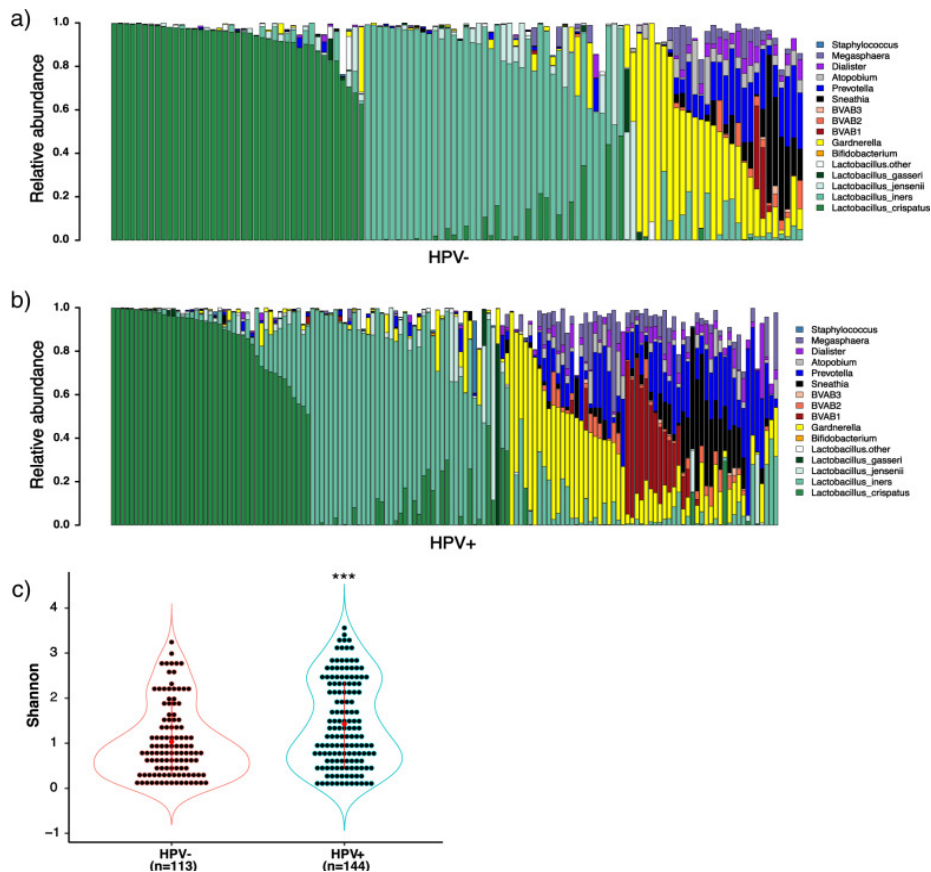 a)
Relative abundance
1.0
0.8
0.6
0.4
0.2
0.0
HPV-
Staphylococcus
Megasphaera
Dialister
Atopobium
Prevotella
Sneathia
BVAB3
BVAB2
BVAB1
Gardnerella
Bifidobacterium
Lactobacillus.other
Lactobacillus_gasseri
Lactobacillus_jensenii
Lactobacillus_iners
Lactobacillus_crispatus
b)
Relative abundance
1.0
0.8
0.6
0.4
0.2
0.0
HPV+
Staphylococcus
Megasphaera
Dialister
Atopobium
Prevotella
Sneathia
BVAB3
BVAB2
BVAB1
Gardnerella
Bifidobacterium
Lactobacillus.other
Lactobacillus_gasseri
Lactobacillus_jensenii
Lactobacillus_iners
Lactobacillus_crispatus
c)
***
Shannon
4
3
2
1
0
−1
HPV-
(n=113)
HPV+
(n=144)